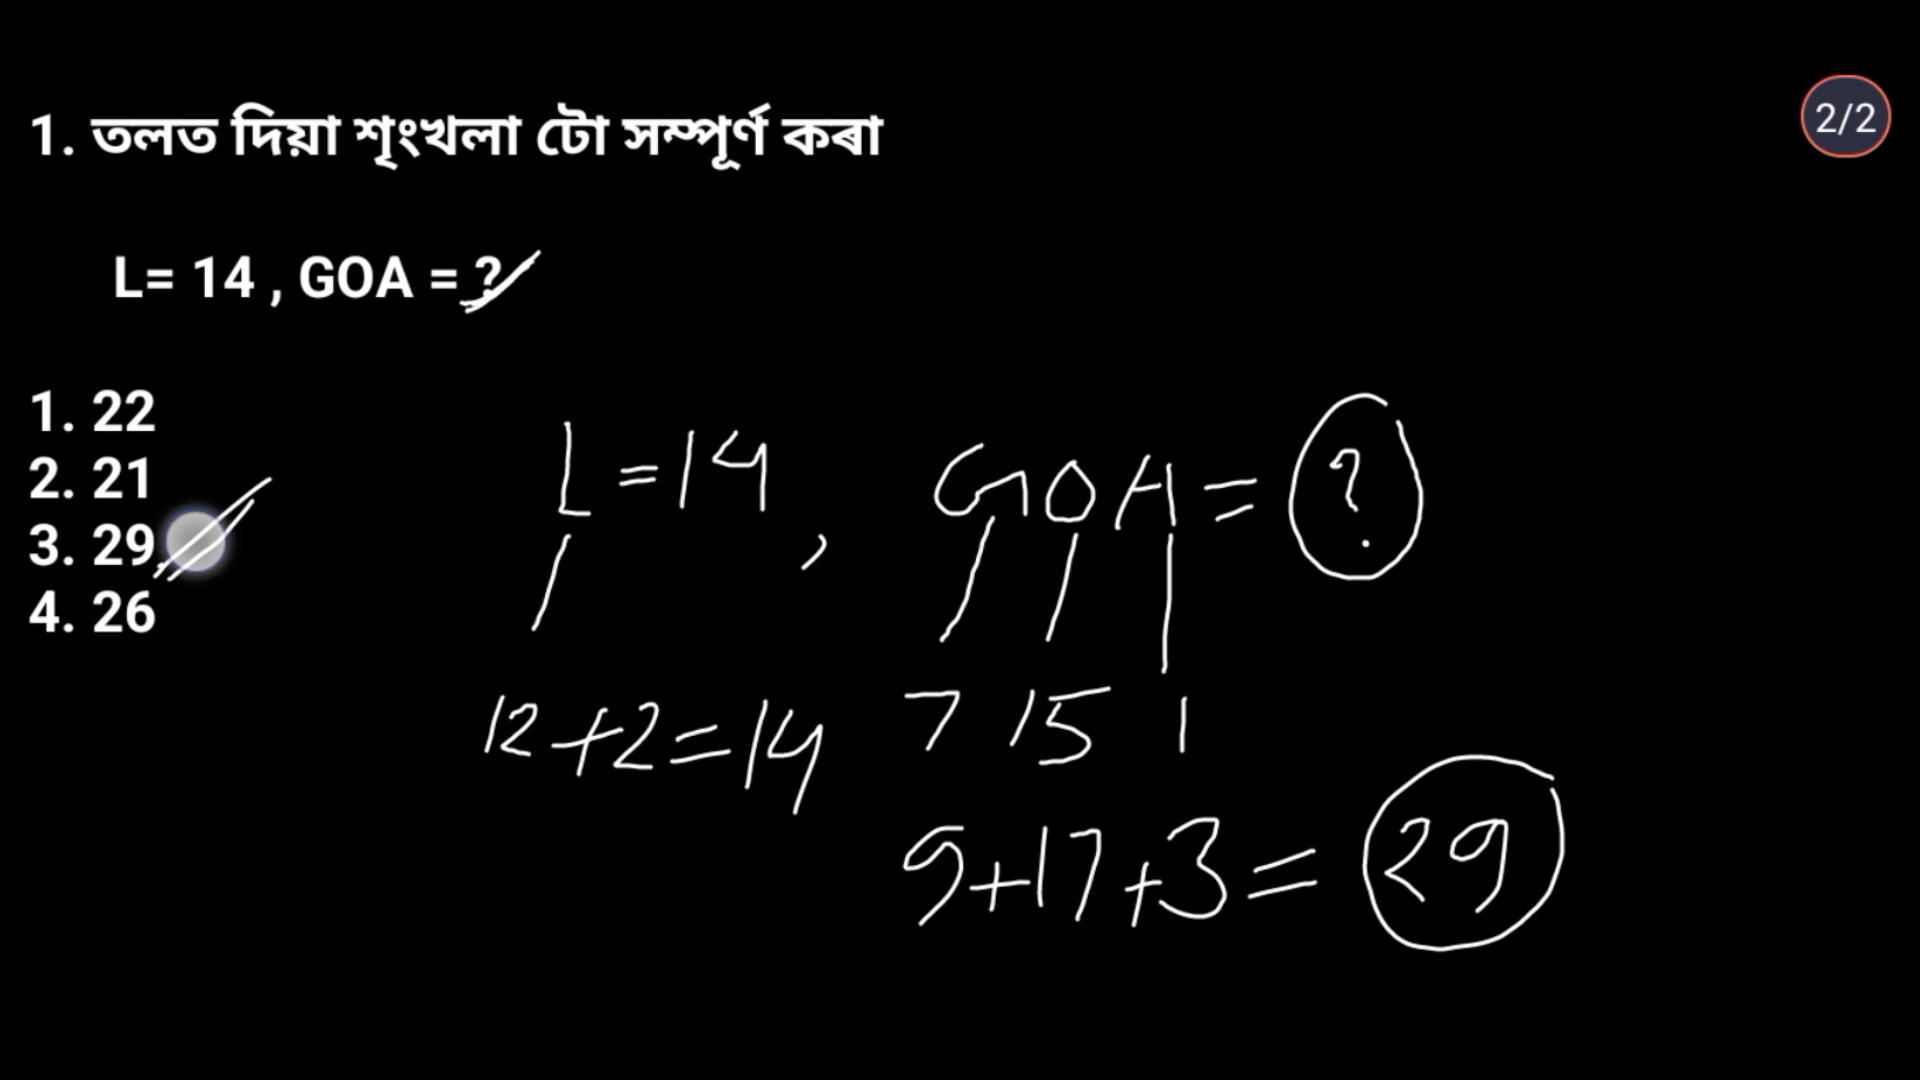 1. তলত দিয়া শৃংখলা টো সম্পূৰ্ণ কৰা
2/2
L= 14 , GOA = ?
1. 22
2. 21
3. 29
4. 26
L = 14 , GOA = ?
12+2=14
7 15 1
9+17+3= 29